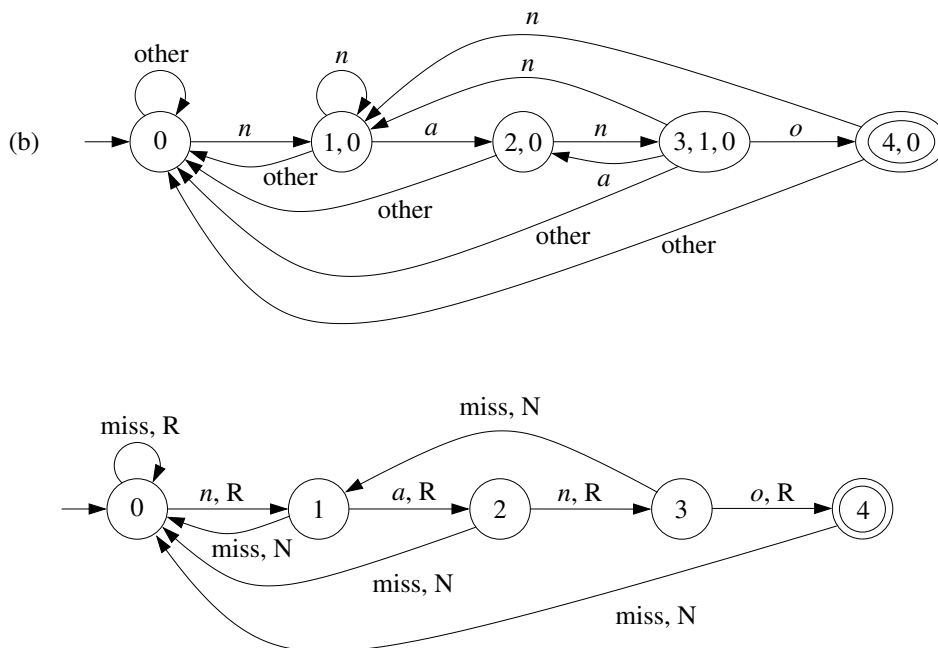 n
other
n
n
(b)
0
n
1, 0
a
2, 0
n
3, 1, 0
o
4, 0
other
a
other
other
other
miss, N
miss, R
0
n, R
1
a, R
2
n, R
3
o, R
4
miss, N
miss, N
miss, N